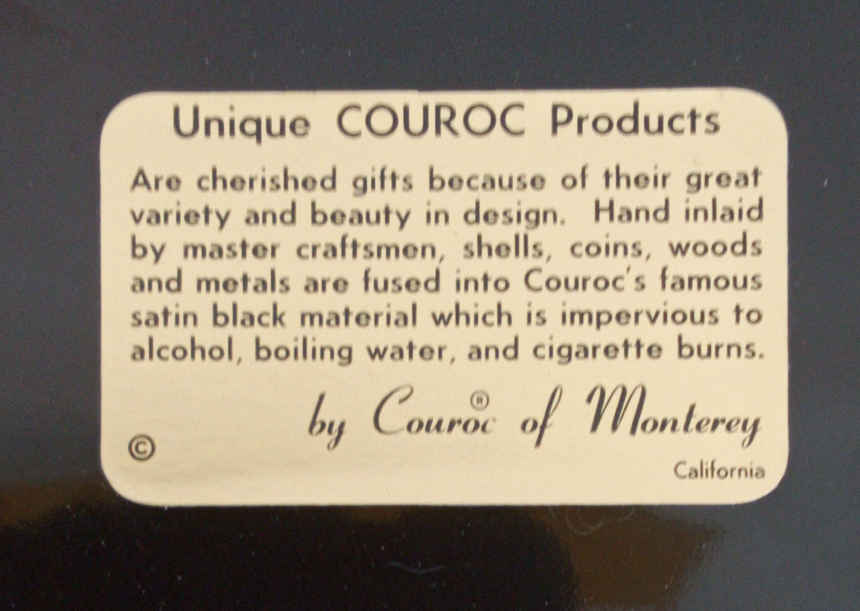 Unique COUROC Products
Are cherished gifts because of their great
variety and beauty in design. Hand inlaid
by master craftsmen, shells, coins, woods
and metals are fused into Couroc's famous
satin black material which is impervious to
alcohol, boiling water, and cigarette burns.
by Couroc® of Monterey
©
California